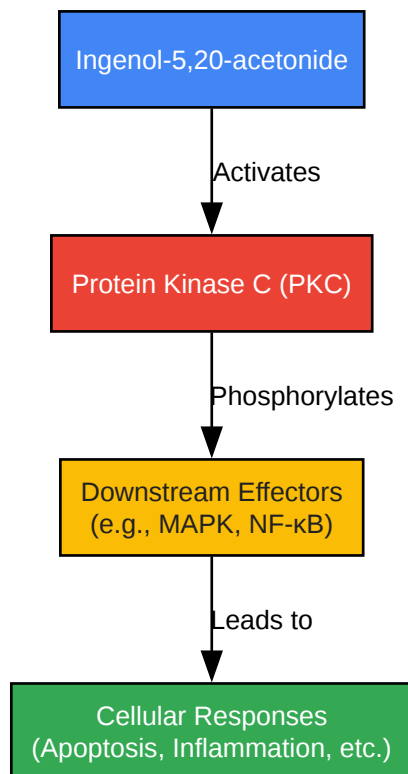 Ingenol-5,20-acetonide
Activates
Protein Kinase C (PKC)
Phosphorylates
Downstream Effectors
(e.g., MAPK, NF-κB)
Leads to
Cellular Responses
(Apoptosis, Inflammation, etc.)